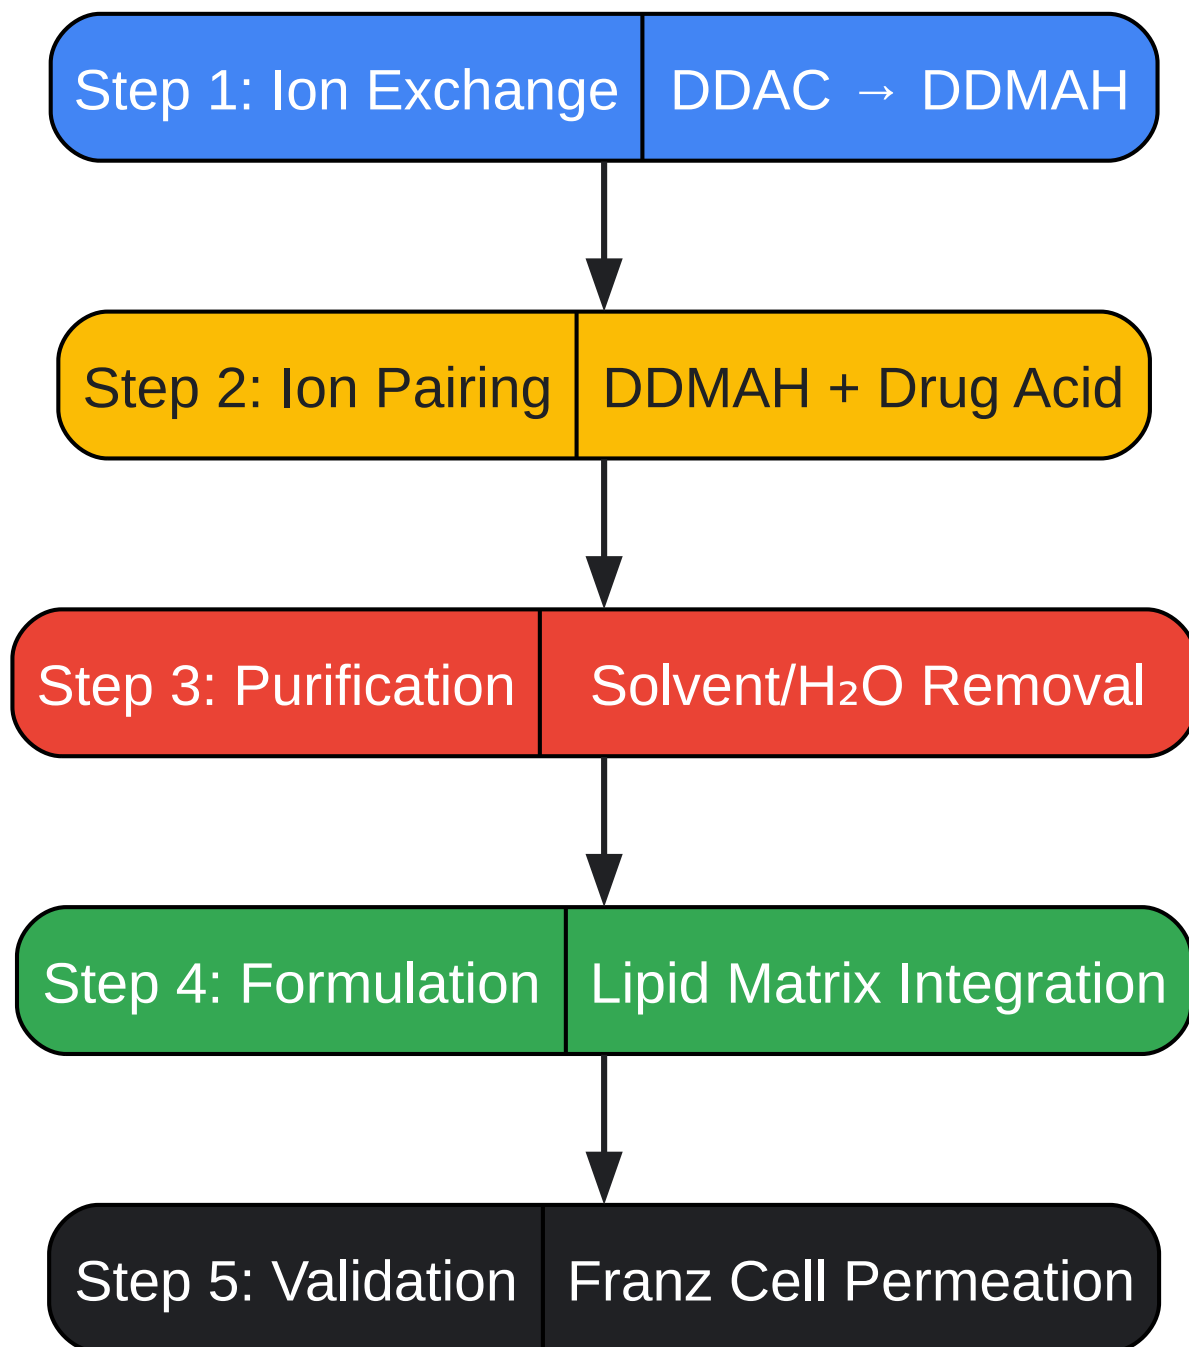 Step 1: Ion Exchange DDAC → DDMAH
Step 2: Ion Pairing DDMAH + Drug Acid
Step 3: Purification Solvent/H₂O Removal
Step 4: Formulation Lipid Matrix Integration
Step 5: Validation Franz Cell Permeation